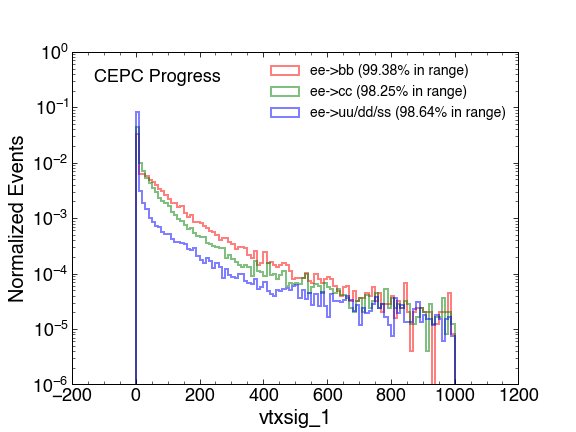 CEPC Progress
ee->bb (99.38% in range)
ee->cc (98.25% in range)
ee->uu/dd/ss (98.64% in range)
Normalized Events
10^0
10^−1
10^−2
10^−3
10^−4
10^−5
10^−6
−200 0 200 400 600 800 1000 1200
vtxsig_1